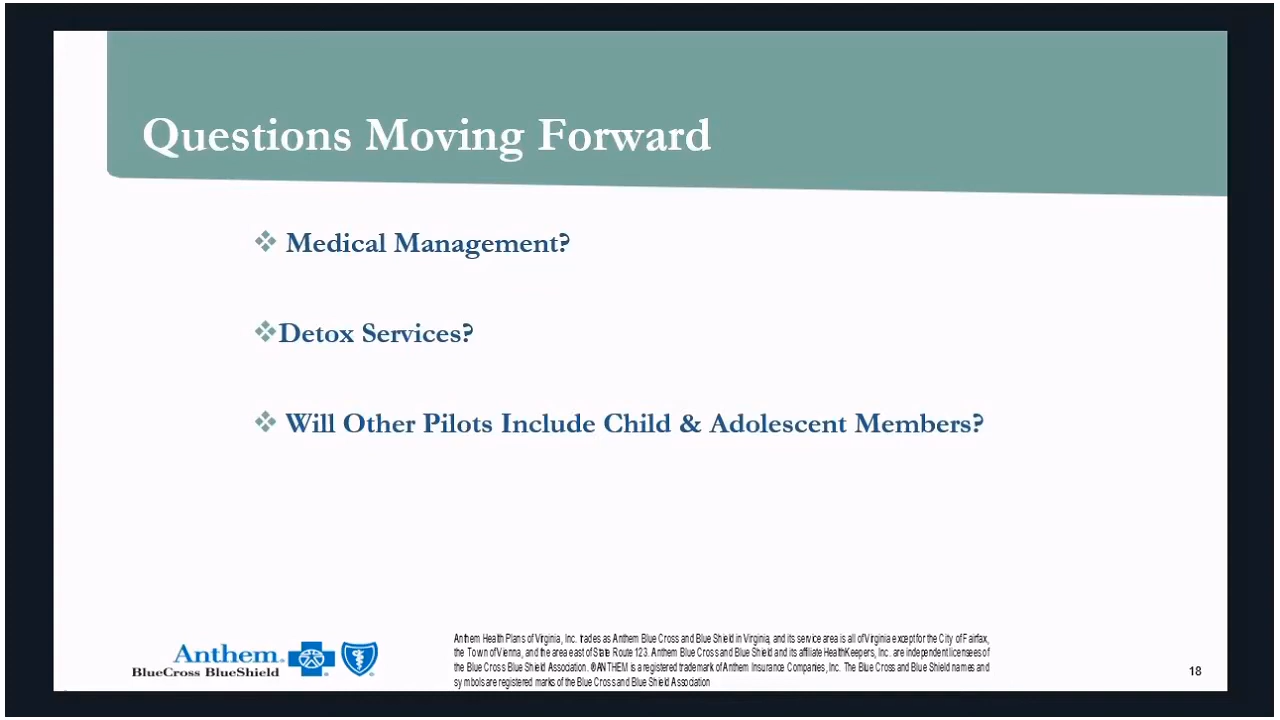 Questions Moving Forward
❖ Medical Management?
❖Detox Services?
❖ Will Other Pilots Include Child & Adolescent Members?
Anthem®
BlueCross BlueShield
Anthem Health Plans of Virginia, Inc. trades as Anthem Blue Cross and Blue Shield in Virginia, and its service area is all of Virginia except for the City of Fairfax,
the Town of Vienna, and the area east of State Route 123. Anthem Blue Cross and Blue Shield and its affiliate HealthKeepers, Inc. are independent licensees of
the Blue Cross Blue Shield Association. ®ANTHEM is a registered trademark of Anthem Insurance Companies, Inc. The Blue Cross and Blue Shield names and
symbols are registered marks of the Blue Cross and Blue Shield Association
18